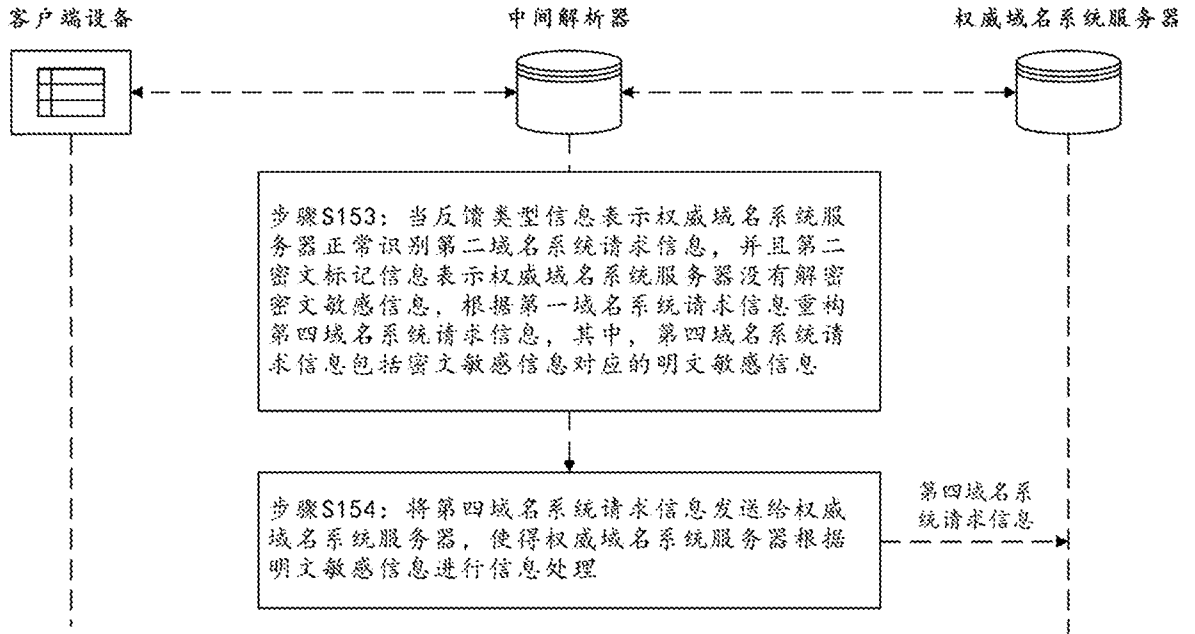 客户端设备
中间解析器
权威域名系统服务器
步骤S153：当反馈类型信息表示权威域名系统服
务器正常识别第二域名系统请求信息，并且第二
密文标记信息表示权威域名系统服务器没有解密
密文敏感信息，根据第一域名系统请求信息重构
第四域名系统请求信息，其中，第四域名系统请
求信息包括密文敏感信息对应的明文敏感信息
步骤S154：将第四域名系统请求信息发送给权威
域名系统服务器，使得权威域名系统服务器根据
明文敏感信息进行信息处理
第四域名系
统请求信息